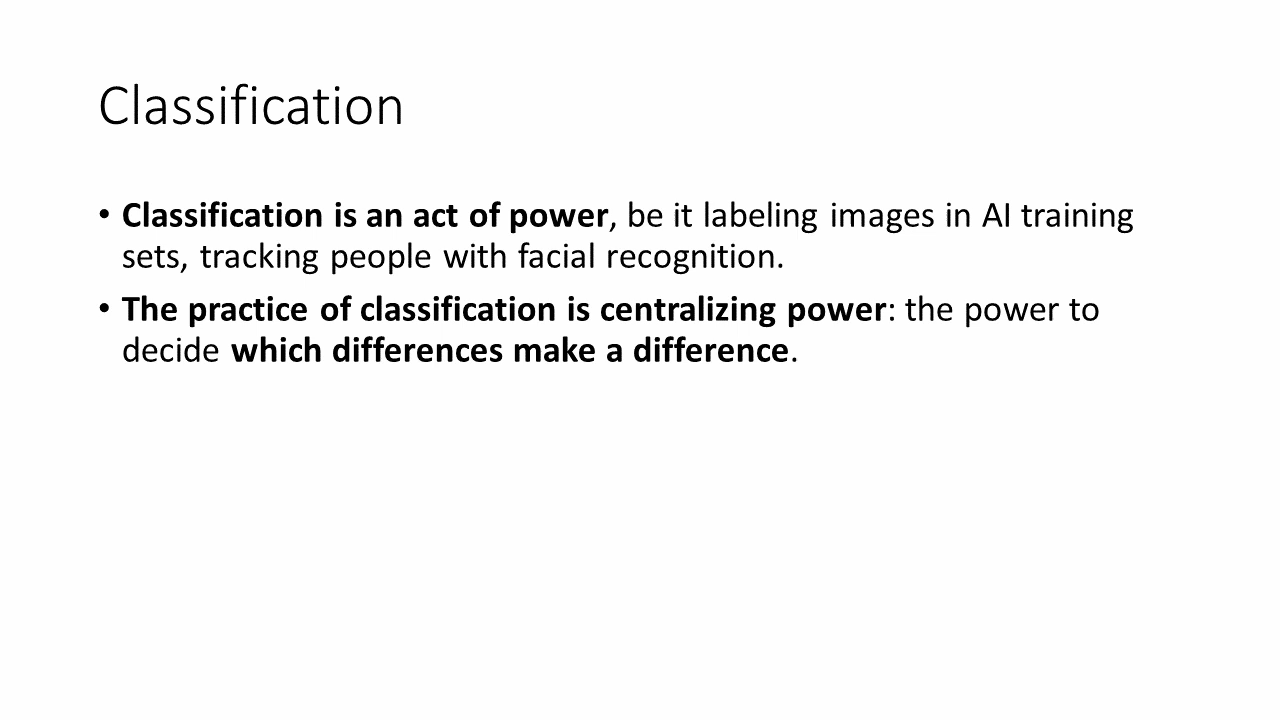 Classification
• Classification is an act of power, be it labeling images in AI training
sets, tracking people with facial recognition.
• The practice of classification is centralizing power: the power to
decide which differences make a difference.